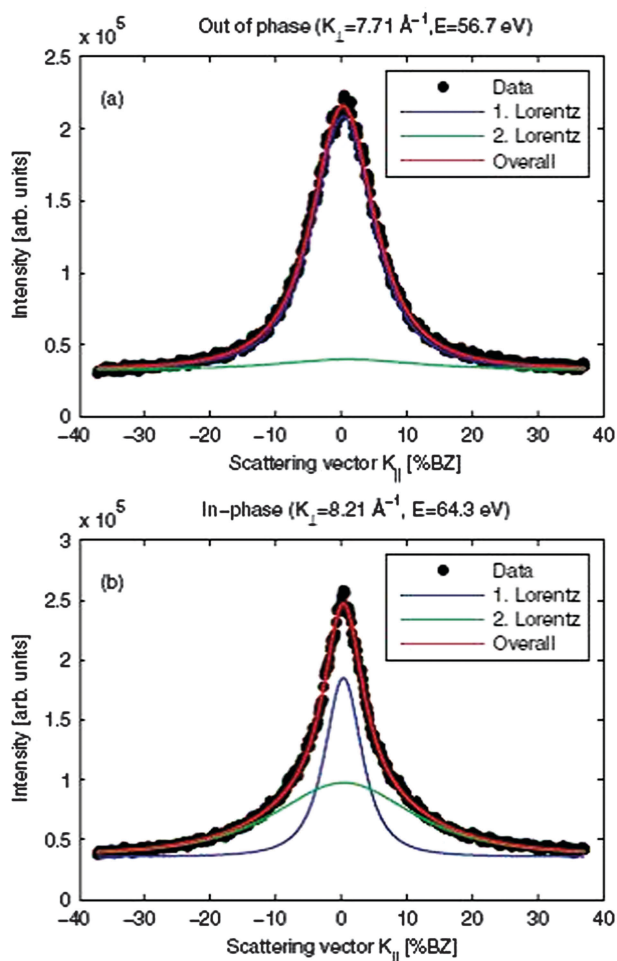 Out of phase (K⊥=7.71 Å⁻¹,E=56.7 eV)
x 10⁵
(a)
Data
1. Lorentz
2. Lorentz
Overall
Intensity [arb. units]
2.5
2
1.5
1
0.5
0
−40 −30 −20 −10 0 10 20 30 40
Scattering vector K|| [%BZ]
In−phase (K⊥=8.21 Å⁻¹, E=64.3 eV)
x 10⁵
(b)
Data
1. Lorentz
2. Lorentz
Overall
Intensity [arb. units]
3
2.5
2
1.5
1
0.5
0
−40 −30 −20 −10 0 10 20 30 40
Scattering vector K|| [%BZ]